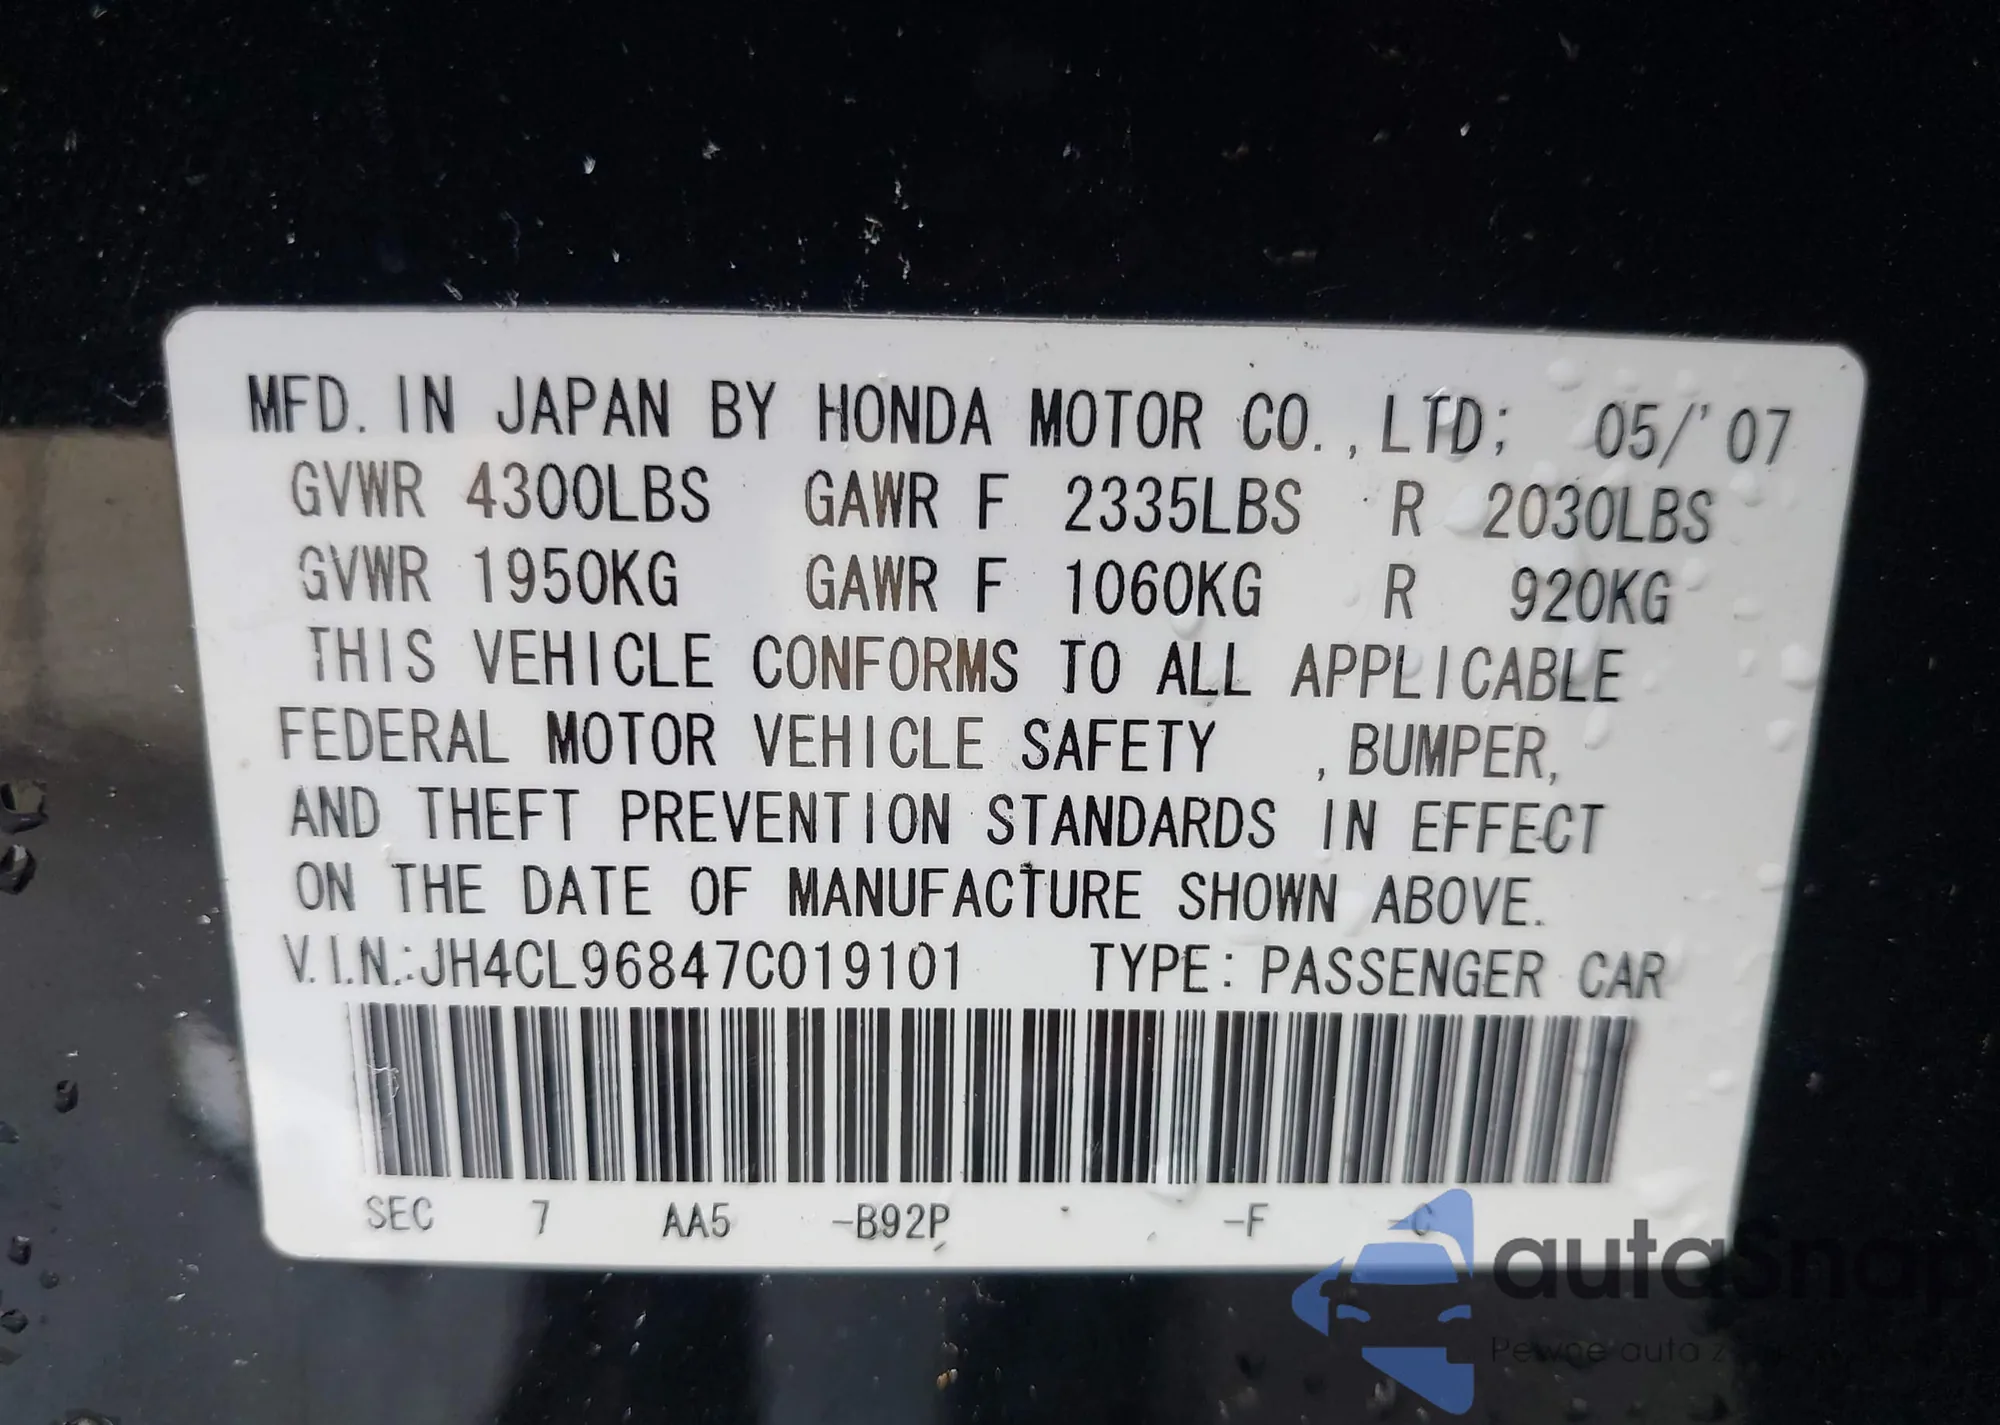 MFD. IN JAPAN BY HONDA MOTOR CO.,LTD; 05/'07
GVWR 4300LBS GAWR F 2335LBS R 2030LBS
GVWR 1950KG GAWR F 1060KG R 920KG
THIS VEHICLE CONFORMS TO ALL APPLICABLE
FEDERAL MOTOR VEHICLE SAFETY ,BUMPER,
AND THEFT PREVENTION STANDARDS IN EFFECT
ON THE DATE OF MANUFACTURE SHOWN ABOVE.
V.I.N.:JH4CL96847C019101 TYPE: PASSENGER CAR
SEC 7 AA5 -B92P -F -C
autasnap
Pewne auta z